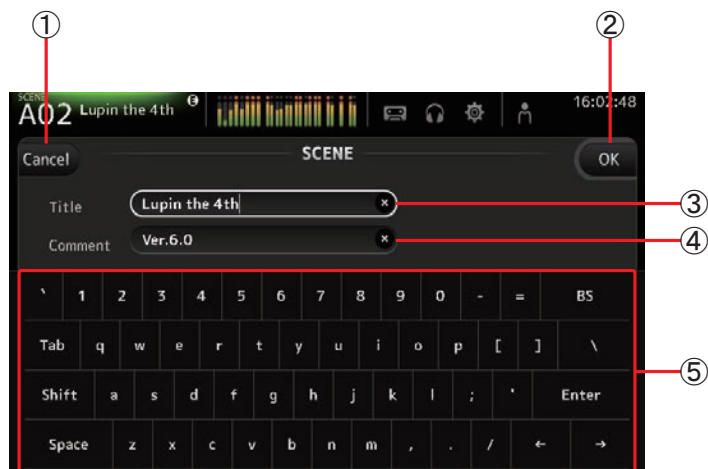 ① ②
SCENE
A02 Lupin the 4th E 16:02:48
Cancel SCENE OK
Title Lupin the 4th × ③
Comment Ver.6.0 × ④
` 1 2 3 4 5 6 7 8 9 0 - = BS
Tab q w e r t y u i o p [ ] \
Shift a s d f g h j k l ; ' Enter
Space z x c v b n m , . / ← →
⑤